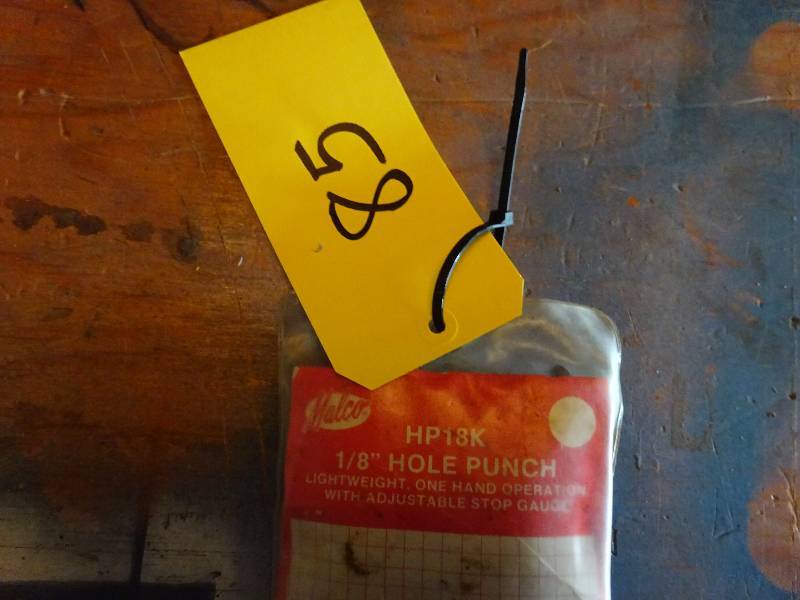 85
Malco
HP18K
1/8" HOLE PUNCH
LIGHTWEIGHT, ONE HAND OPERATION
WITH ADJUSTABLE STOP GAUGE